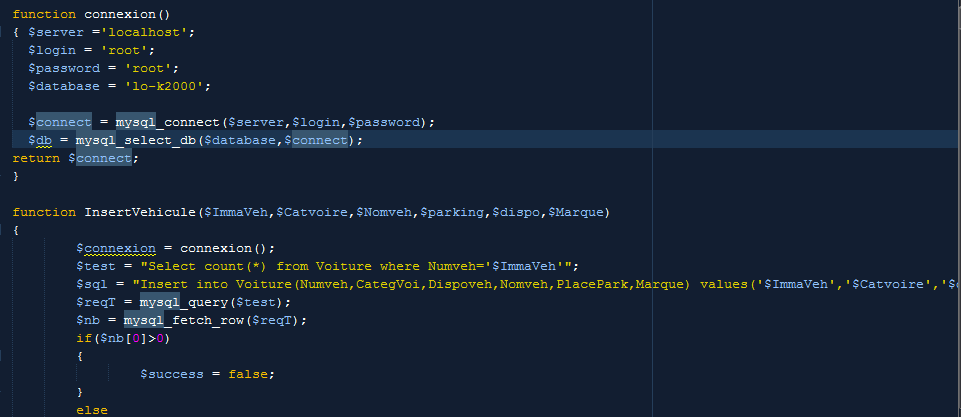 function connexion()
{ $server ='localhost';
$login = 'root';
$password = 'root';
$database = 'lo-k2000';
$connect = mysql_connect($server,$login,$password);
$db = mysql_select_db($database,$connect);
return $connect;
}
function InsertVehicule($ImmaVeh,$Catvoire,$Nomveh,$parking,$dispo,$Marque)
{
$connexion = connexion();
$test = "Select count(*) from Voiture where Numveh='$ImmaVeh'";
$sql = "Insert into Voiture(Numveh,CategVoi,Dispoveh,Nomveh,PlacePark,Marque) values('$ImmaVeh','$Catvoire','$
$reqT = mysql_query($test);
$nb = mysql_fetch_row($reqT);
if($nb[0]>0)
{
$success = false;
}
else